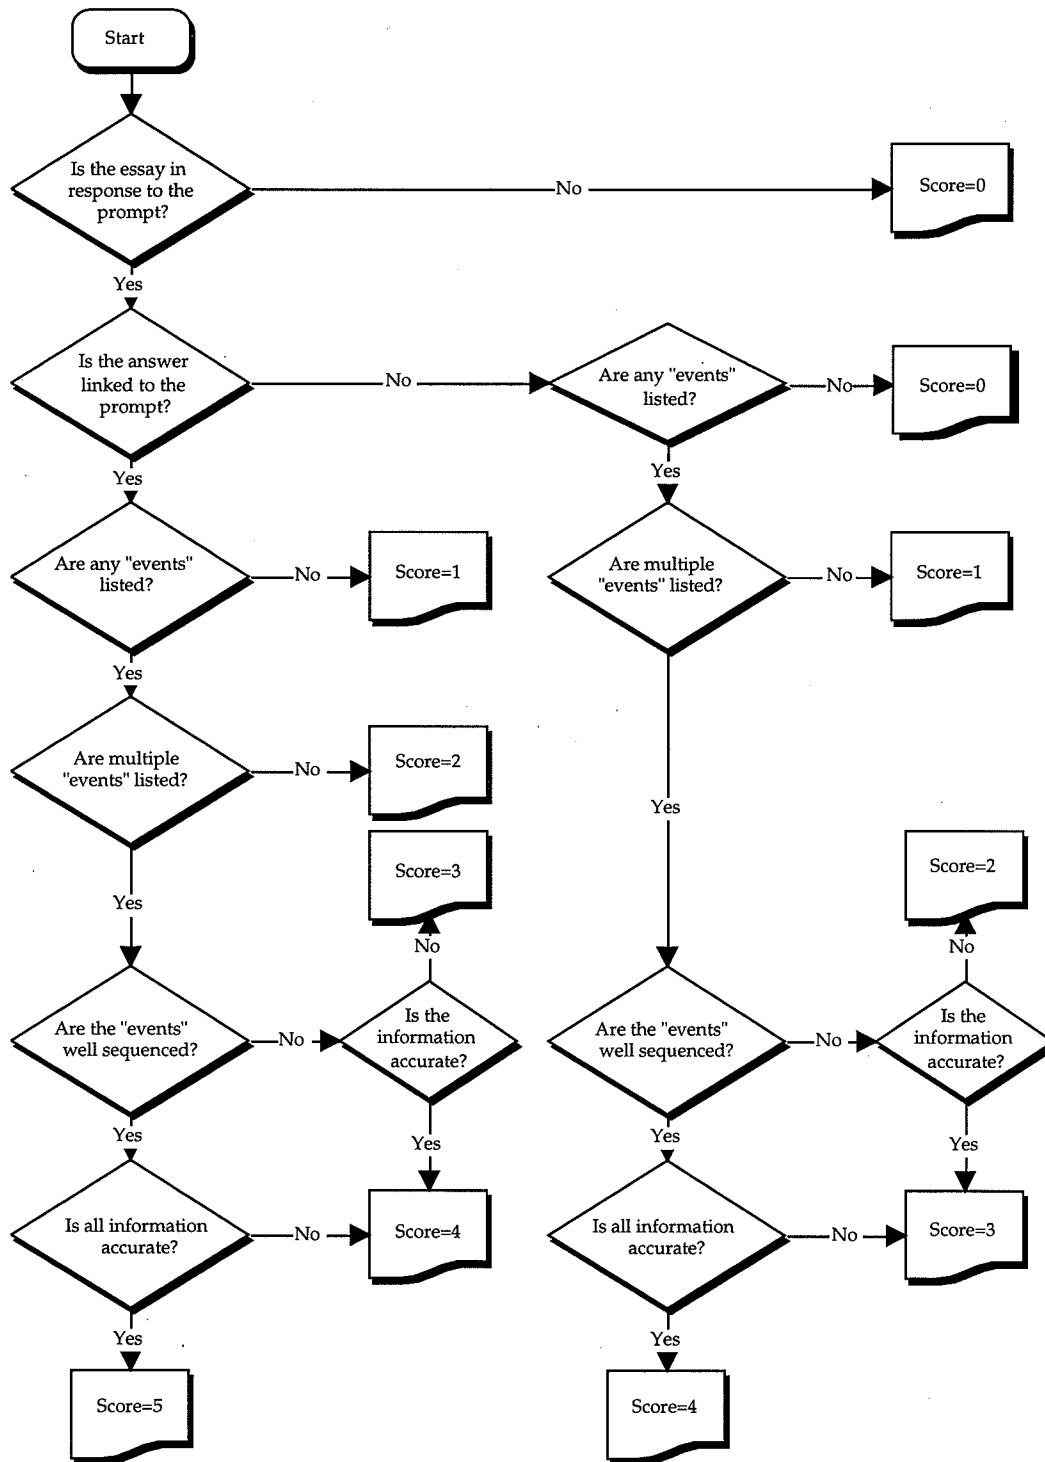 Start
Is the essay in
response to the
prompt?
No
Score=0
Yes
Is the answer
linked to the
prompt?
No
Are any "events"
listed?
No
Score=0
Yes
Yes
Are any "events"
listed?
No
Score=1
Are multiple
"events" listed?
No
Score=1
Yes
Are multiple
"events" listed?
No
Score=2
Yes
Score=3
Score=2
Yes
No
No
Are the "events"
well sequenced?
No
Is the
information
accurate?
Are the "events"
well sequenced?
No
Is the
information
accurate?
Yes
Yes
Yes
Yes
Is all information
accurate?
No
Score=4
Is all information
accurate?
No
Score=3
Yes
Yes
Score=5
Score=4